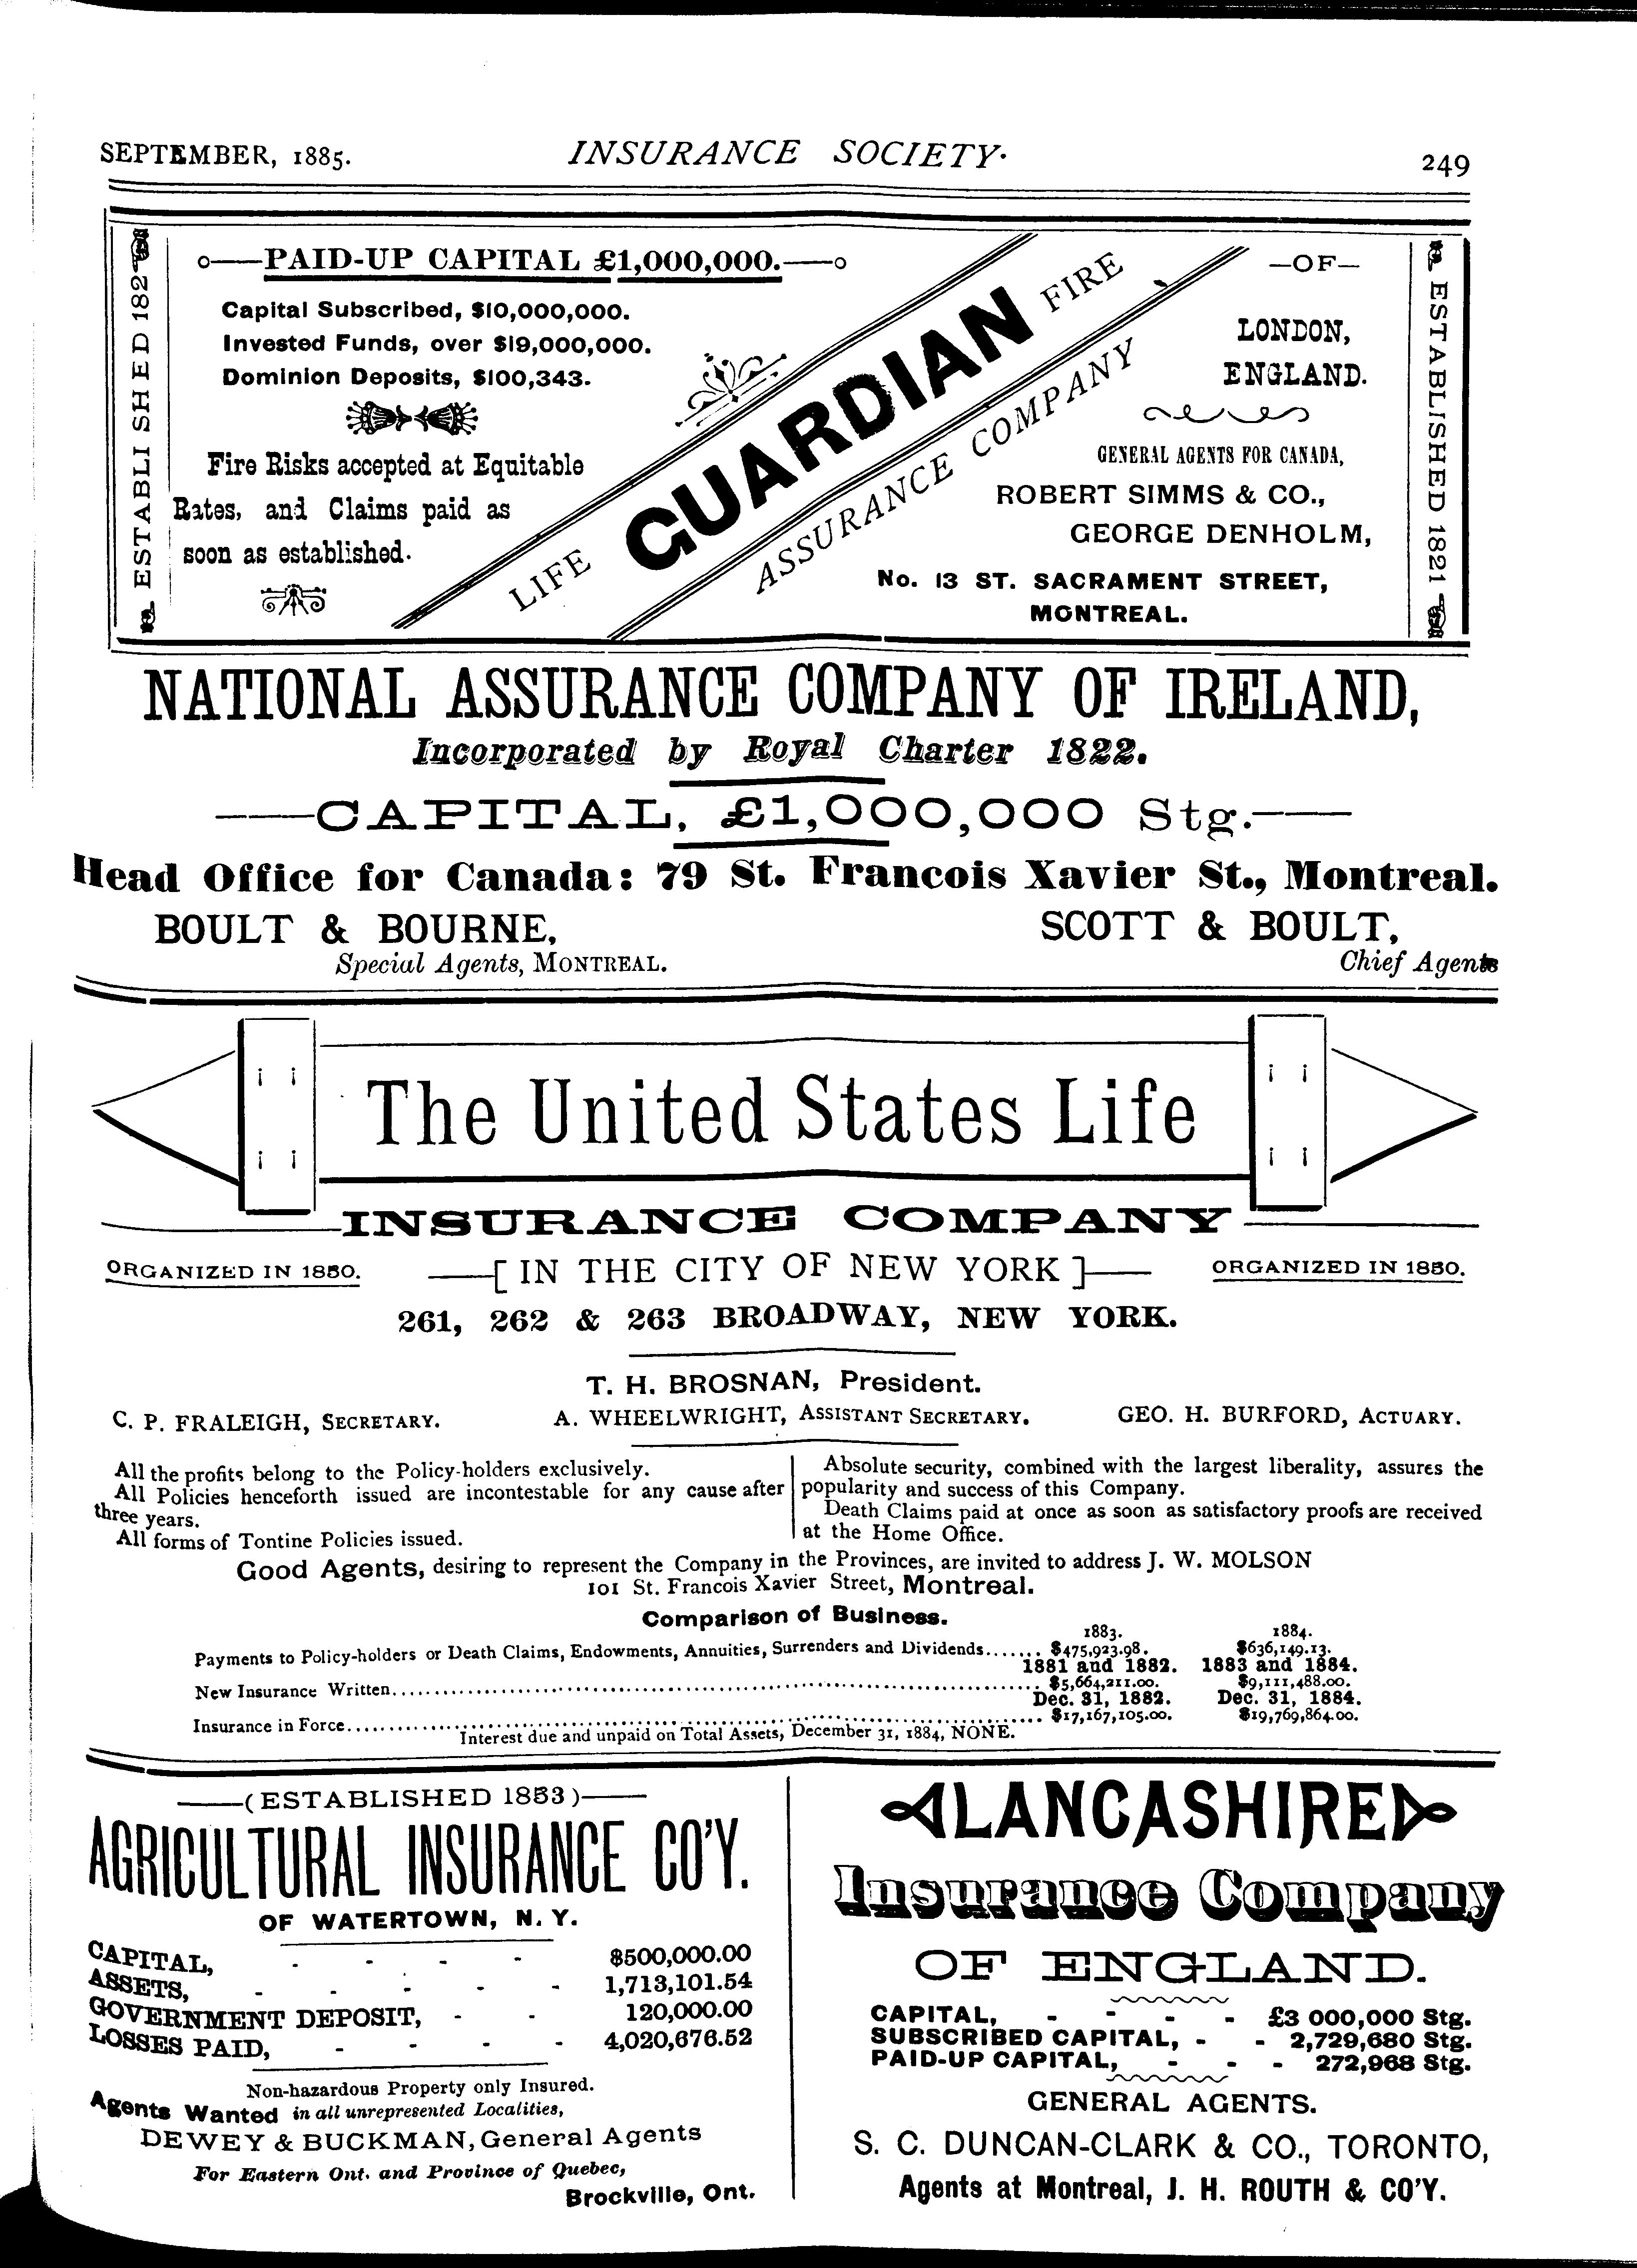 SEPTEMBER, 1885.
INSURANCE SOCIETY.
249
ESTABLISHED 182
PAID-UP CAPITAL £1,000,000.
Capital Subscribed, $10,000,000.
Invested Funds, over $19,000,000.
Dominion Deposits, $100,343.
Fire Risks accepted at Equitable
Rates, and Claims paid as
soon as established.
LIFE GUARDIAN FIRE
ASSURANCE COMPANY
—OF—
LONDON,
ENGLAND.
GENERAL AGENTS FOR CANADA,
ROBERT SIMMS & CO.,
GEORGE DENHOLM,
No. 13 ST. SACRAMENT STREET,
MONTREAL.
ESTABLISHED 1821
NATIONAL ASSURANCE COMPANY OF IRELAND,
Incorporated by Royal Charter 1822.
CAPITAL, £1,000,000 Stg.
Head Office for Canada: 79 St. Francois Xavier St., Montreal.
BOULT & BOURNE,
Special Agents, MONTREAL.
SCOTT & BOULT,
Chief Agents
The United States Life
INSURANCE COMPANY
ORGANIZED IN 1850.
[ IN THE CITY OF NEW YORK ]
ORGANIZED IN 1850.
261, 262 & 263 BROADWAY, NEW YORK.
T. H. BROSNAN, President.
C. P. FRALEIGH, SECRETARY.
A. WHEELWRIGHT, ASSISTANT SECRETARY.
GEO. H. BURFORD, ACTUARY.
All the profits belong to the Policy-holders exclusively.
All Policies henceforth issued are incontestable for any cause after
three years.
All forms of Tontine Policies issued.
Absolute security, combined with the largest liberality, assures the
popularity and success of this Company.
Death Claims paid at once as soon as satisfactory proofs are received
at the Home Office.
Good Agents, desiring to represent the Company in the Provinces, are invited to address J. W. MOLSON
101 St. Francois Xavier Street, Montreal.
Comparison of Business.
1883. 1884.
Payments to Policy-holders or Death Claims, Endowments, Annuities, Surrenders and Dividends....... $475,923.98. $636,149.13.
1881 and 1882. 1883 and 1884.
New Insurance Written.......... $5,664,211.00. $9,111,488.00.
Dec. 31, 1882. Dec. 31, 1884.
Insurance in Force.......... $17,167,105.00. $19,769,864.00.
Interest due and unpaid on Total Assets, December 31, 1884, NONE.
(ESTABLISHED 1853)
AGRICULTURAL INSURANCE CO'Y.
OF WATERTOWN, N. Y.
CAPITAL, - - - - $500,000.00
ASSETS, - - - - - 1,713,101.54
GOVERNMENT DEPOSIT, - - 120,000.00
LOSSES PAID, - - - - 4,020,676.52
Non-hazardous Property only Insured.
Agents Wanted in all unrepresented Localities,
DEWEY & BUCKMAN, General Agents
For Eastern Ont. and Province of Quebec,
Brockville, Ont.
LANCASHIRE
Insurance Company
OF ENGLAND.
CAPITAL, - - - - £3 000,000 Stg.
SUBSCRIBED CAPITAL, - - 2,729,680 Stg.
PAID-UP CAPITAL, - - - 272,968 Stg.
GENERAL AGENTS.
S. C. DUNCAN-CLARK & CO., TORONTO,
Agents at Montreal, J. H. ROUTH & CO'Y.